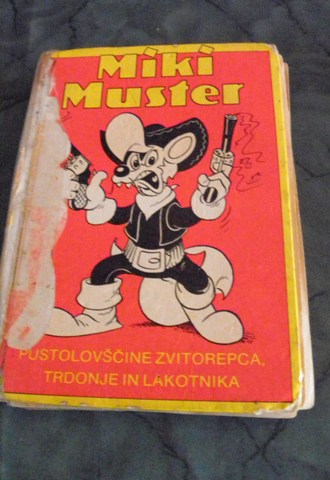 Miki
Muster
PUSTOLOVŠČINE ZVITOREPCA,
TRDONJE IN LAKOTNIKA